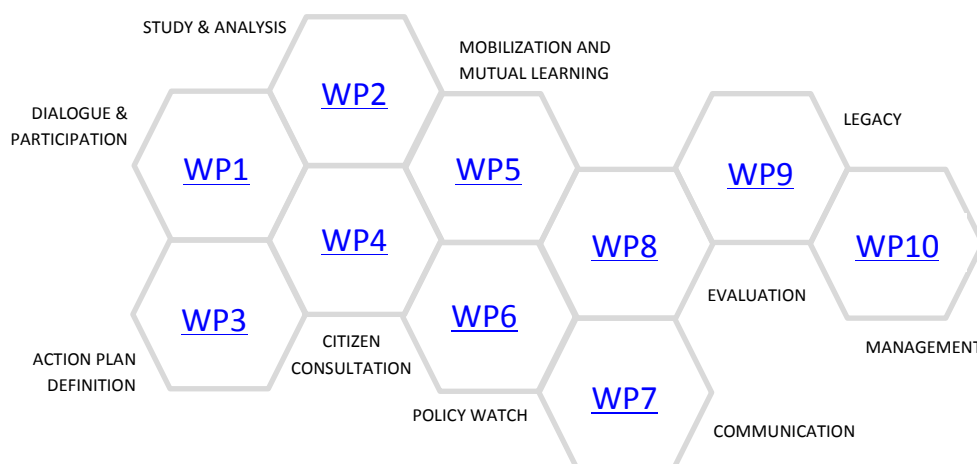 STUDY & ANALYSIS
MOBILIZATION AND
MUTUAL LEARNING
WP2
DIALOGUE &
PARTICIPATION
LEGACY
WP1
WP5
WP9
WP4
WP8
WP10
WP3
WP6
EVALUATION
CITIZEN
CONSULTATION
ACTION PLAN
DEFINITION
MANAGEMENT
WP7
POLICY WATCH
COMMUNICATION